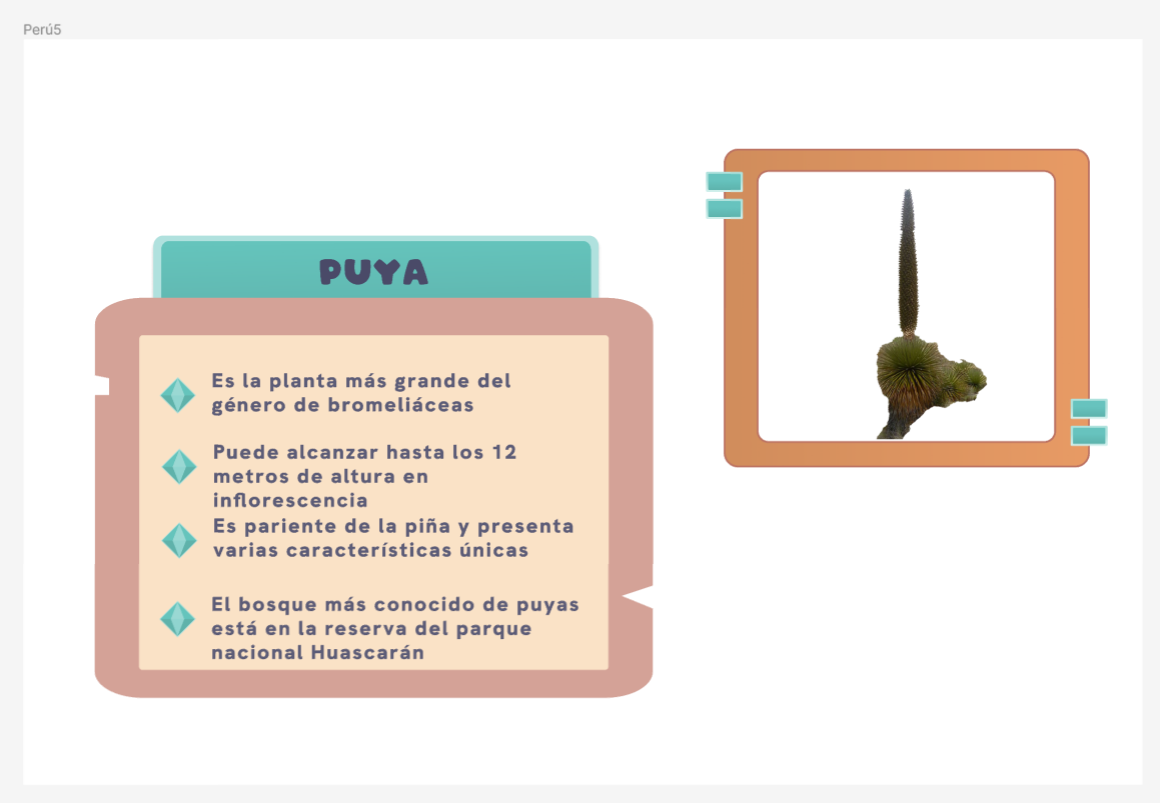 Perú5
PUYA
Es la planta más grande del
género de bromeliáceas
Puede alcanzar hasta los 12
metros de altura en
inflorescencia
Es pariente de la piña y presenta
varias características únicas
El bosque más conocido de puyas
está en la reserva del parque
nacional Huascarán